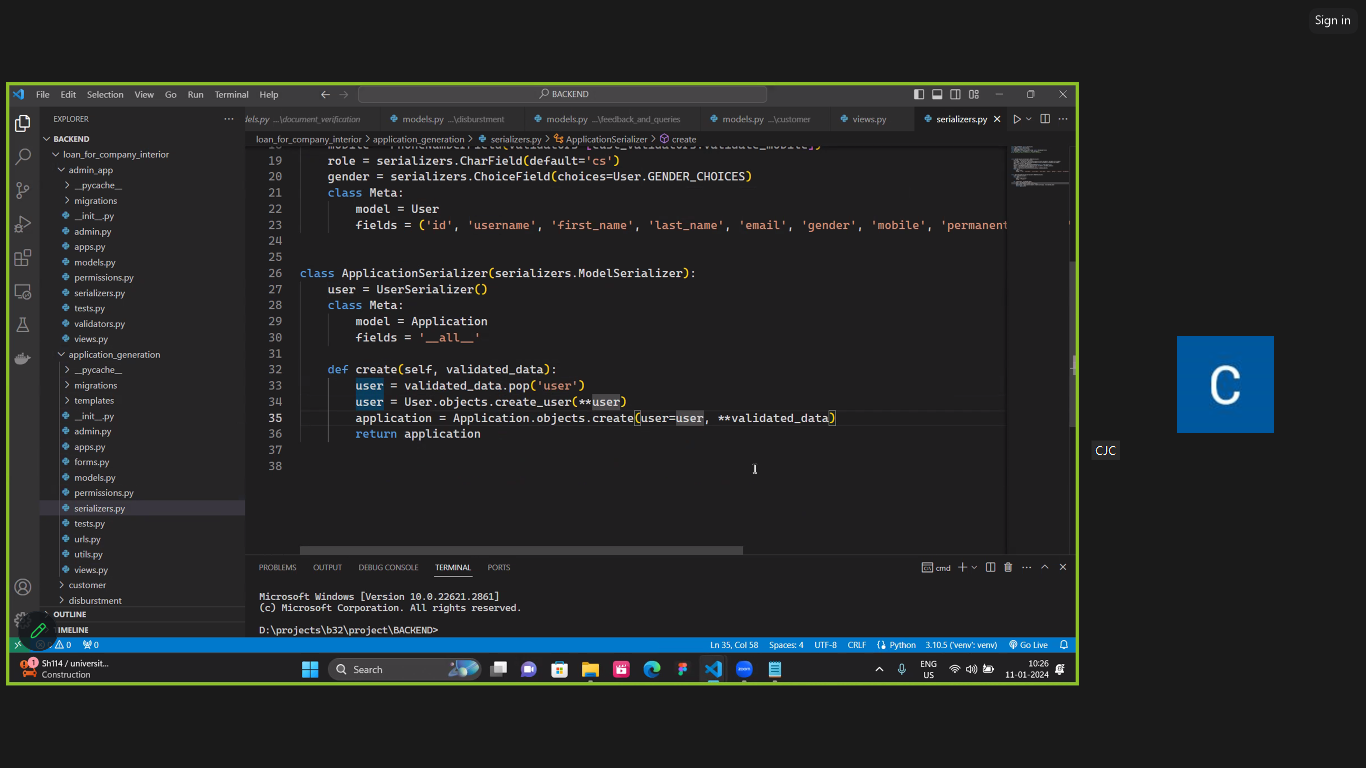 Sign in
File Edit Selection View Go Run Terminal Help
BACKEND
EXPLORER
dels.py ...\document_verification models.py ...\disburstment models.py ...\feedback_and_queries models.py ...\customer views.py serializers.py
loan_for_company_interior > application_generation > serializers.py > ApplicationSerializer > create
BACKEND
loan_for_company_interior
admin_app
__pycache__
migrations
__init__.py
admin.py
apps.py
models.py
permissions.py
serializers.py
tests.py
validators.py
views.py
application_generation
__pycache__
migrations
templates
__init__.py
admin.py
apps.py
forms.py
models.py
permissions.py
serializers.py
tests.py
urls.py
utils.py
views.py
customer
disburstment
OUTLINE
TIMELINE
19 role = serializers.CharField(default='cs')
20 gender = serializers.ChoiceField(choices=User.GENDER_CHOICES)
21 class Meta:
22 model = User
23 fields = ('id', 'username', 'first_name', 'last_name', 'email', 'gender', 'mobile', 'permanent
24
25
26 class ApplicationSerializer(serializers.ModelSerializer):
27 user = UserSerializer()
28 class Meta:
29 model = Application
30 fields = '__all__'
31
32 def create(self, validated_data):
33 user = validated_data.pop('user')
34 user = User.objects.create_user(**user)
35 application = Application.objects.create(user=user, **validated_data)
36 return application
37
38
PROBLEMS OUTPUT DEBUG CONSOLE TERMINAL PORTS
cmd
Microsoft Windows [Version 10.0.22621.2861]
(c) Microsoft Corporation. All rights reserved.
D:\projects\b32\project\BACKEND>
0 0 Ln 35, Col 58 Spaces: 4 UTF-8 CRLF Python 3.10.5 ('venv': venv) Go Live
1 Sh114 / universit...
Construction
Search
ENG
US
10:26
11-01-2024
C
CJC